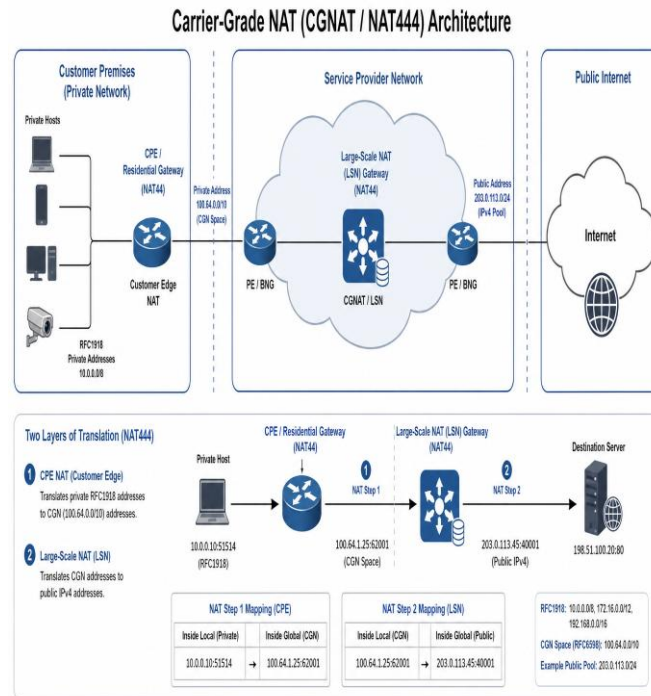 Carrier-Grade NAT (CGNAT / NAT444) Architecture
Customer Premises
(Private Network)
Private Hosts
CPE /
Residential Gateway
(NAT44)
Customer Edge
NAT
RFC1918
Private Addresses
10.0.0.0/8
Private Address
100.64.0.0/10
(CGN Space)
Service Provider Network
Large-Scale NAT
(LSN) Gateway
(NAT44)
PE / BNG
CGNAT / LSN
PE / BNG
Public Address
203.0.113.0/24
(IPv4 Pool)
Public Internet
Internet
Two Layers of Translation (NAT444)
1 CPE NAT (Customer Edge)
Translates private RFC1918 addresses
to CGN (100.64.0.0/10) addresses.
2 Large-Scale NAT (LSN)
Translates CGN addresses to
public IPv4 addresses.
Private Host
10.0.0.10:51514
(RFC1918)
CPE / Residential Gateway
(NAT44)
1
NAT Step 1
100.64.1.25:62001
(CGN Space)
Large-Scale NAT (LSN) Gateway
(NAT44)
2
NAT Step 2
203.0.113.45:40001
(Public IPv4)
Destination Server
198.51.100.20:80
NAT Step 1 Mapping (CPE)
Inside Local (Private) → Inside Global (CGN)
10.0.0.10:51514 → 100.64.1.25:62001
NAT Step 2 Mapping (LSN)
Inside Local (CGN) → Inside Global (Public)
100.64.1.25:62001 → 203.0.113.45:40001
RFC1918: 10.0.0.0/8, 172.16.0.0/12,
192.168.0.0/16
CGN Space (RFC6598): 100.64.0.0/10
Example Public Pool: 203.0.113.0/24